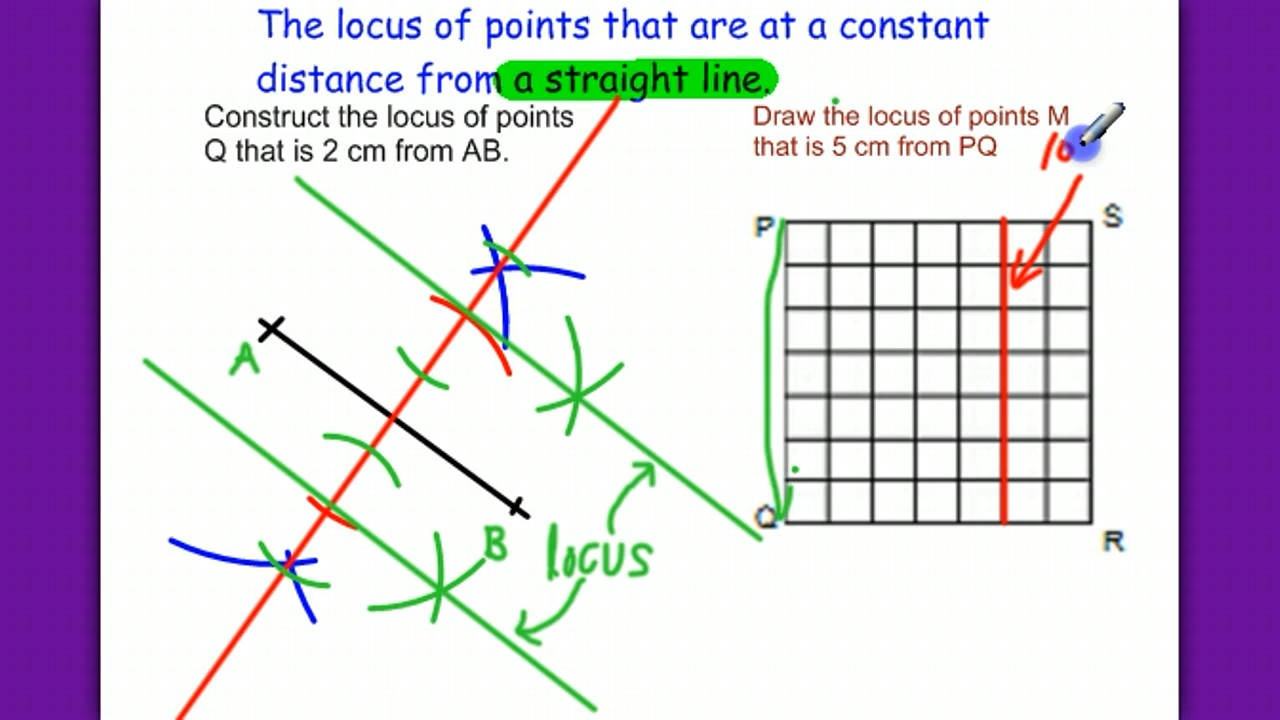 The locus of points that are at a constant
distance from a straight line.
Construct the locus of points
Q that is 2 cm from AB.
Draw the locus of points M
that is 5 cm from PQ
P
S
A
Q
R
B
locus